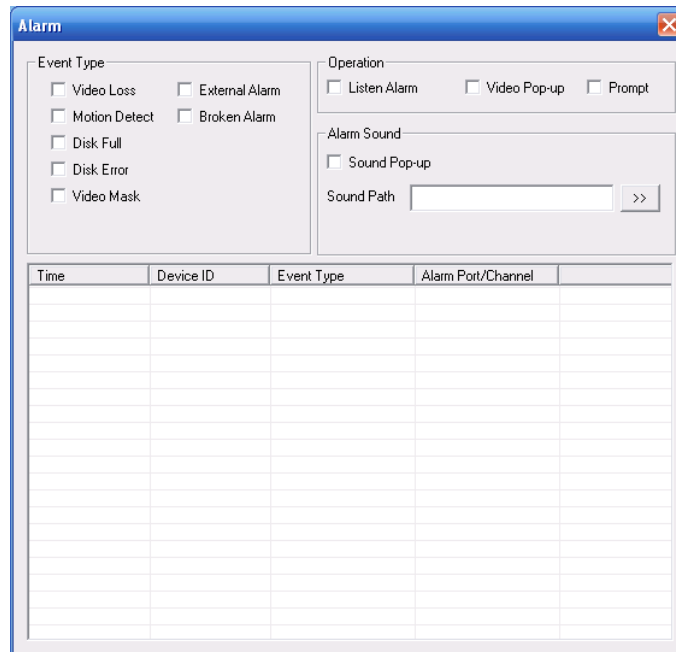 Alarm
Event Type
Video Loss
External Alarm
Motion Detect
Broken Alarm
Disk Full
Disk Error
Video Mask
Operation
Listen Alarm
Video Pop-up
Prompt
Alarm Sound
Sound Pop-up
Sound Path
>>
Time
Device ID
Event Type
Alarm Port/Channel